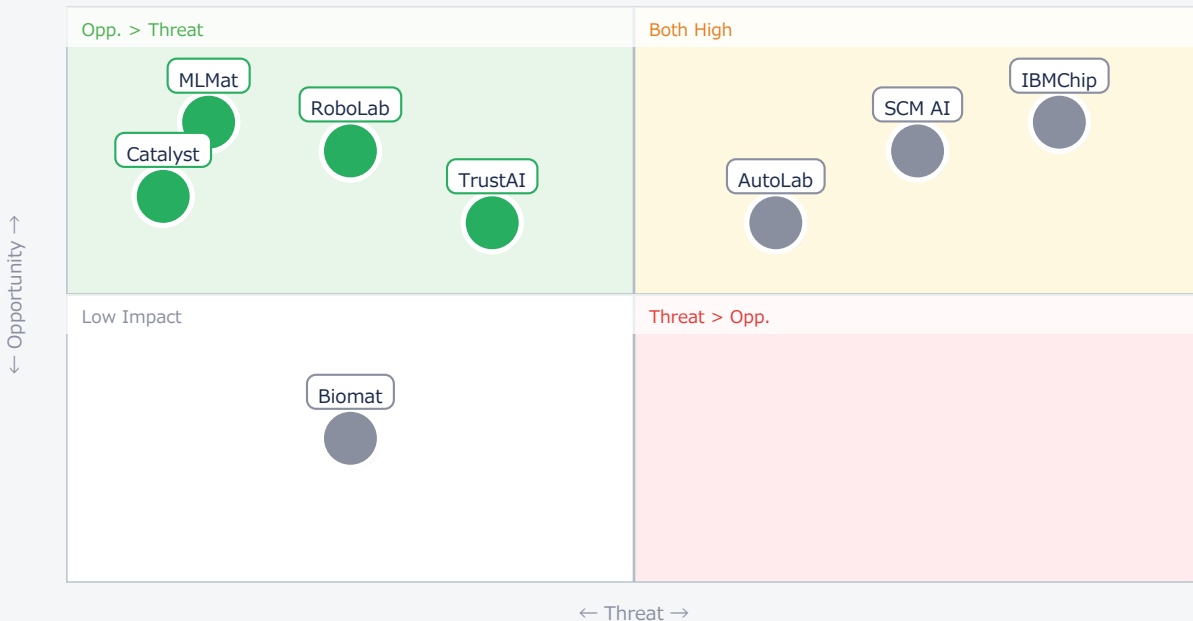 Opp. > Threat
Both High
MLMat
IBMChip
RoboLab
SCM AI
Catalyst
TrustAI
AutoLab
← Opportunity →
Low Impact
Threat > Opp.
Biomat
← Threat →